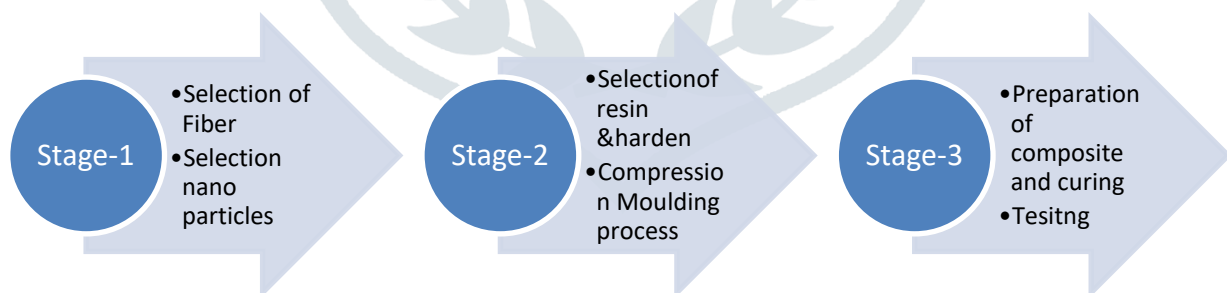 Stage-1
•Selection of
Fiber
•Selection
nano
particles
Stage-2
•Selectionof
resin
&harden
•Compressio
n Moulding
process
Stage-3
•Preparation
of
composite
and curing
•Tesitng